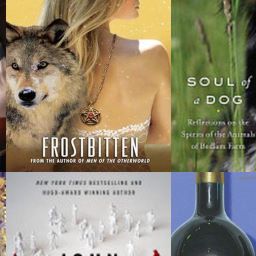 FROSTBITTEN
FROM THE AUTHOR OF MEN OF THE OTHERWORLD
SOUL of
a DOG
Reflections on the
Spirits of the Animals
of Bedlam Farm
NEW YORK TIMES BESTSELLING AND
HUGO-AWARD WINNING AUTHOR
JOHN